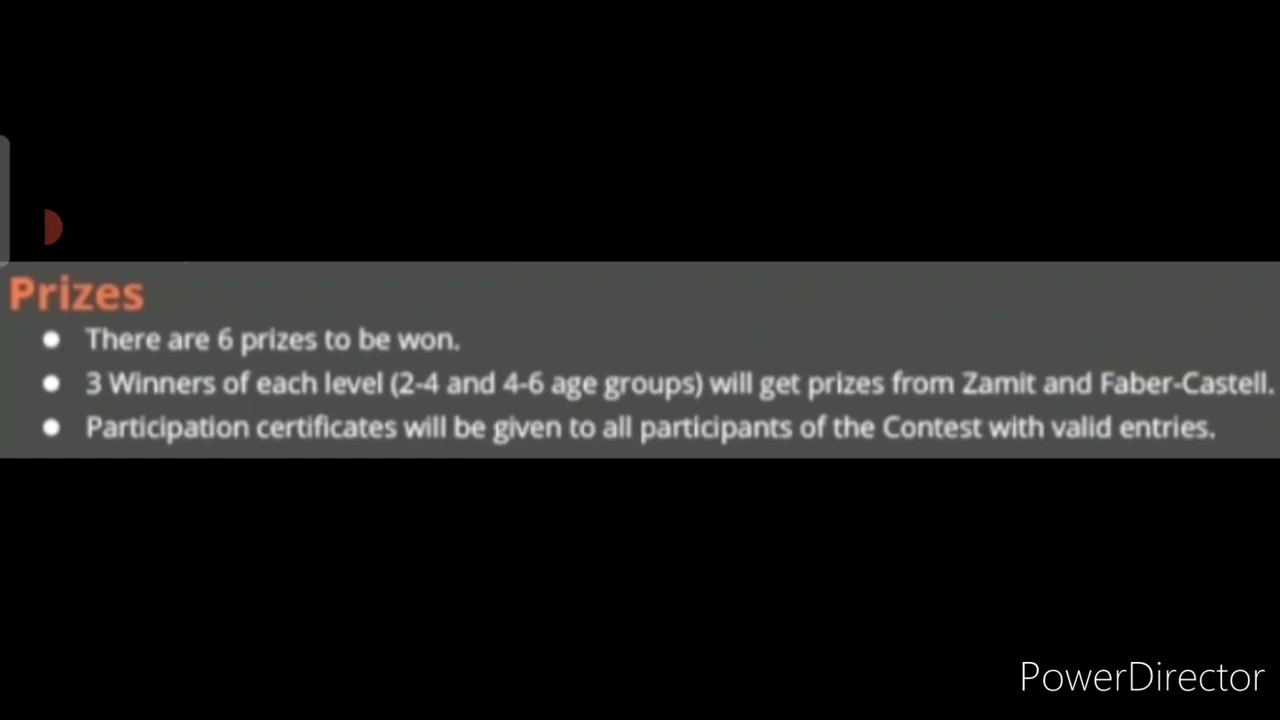 Prizes
● There are 6 prizes to be won.
● 3 Winners of each level (2-4 and 4-6 age groups) will get prizes from Zamit and Faber-Castell.
● Participation certificates will be given to all participants of the Contest with valid entries.
PowerDirector